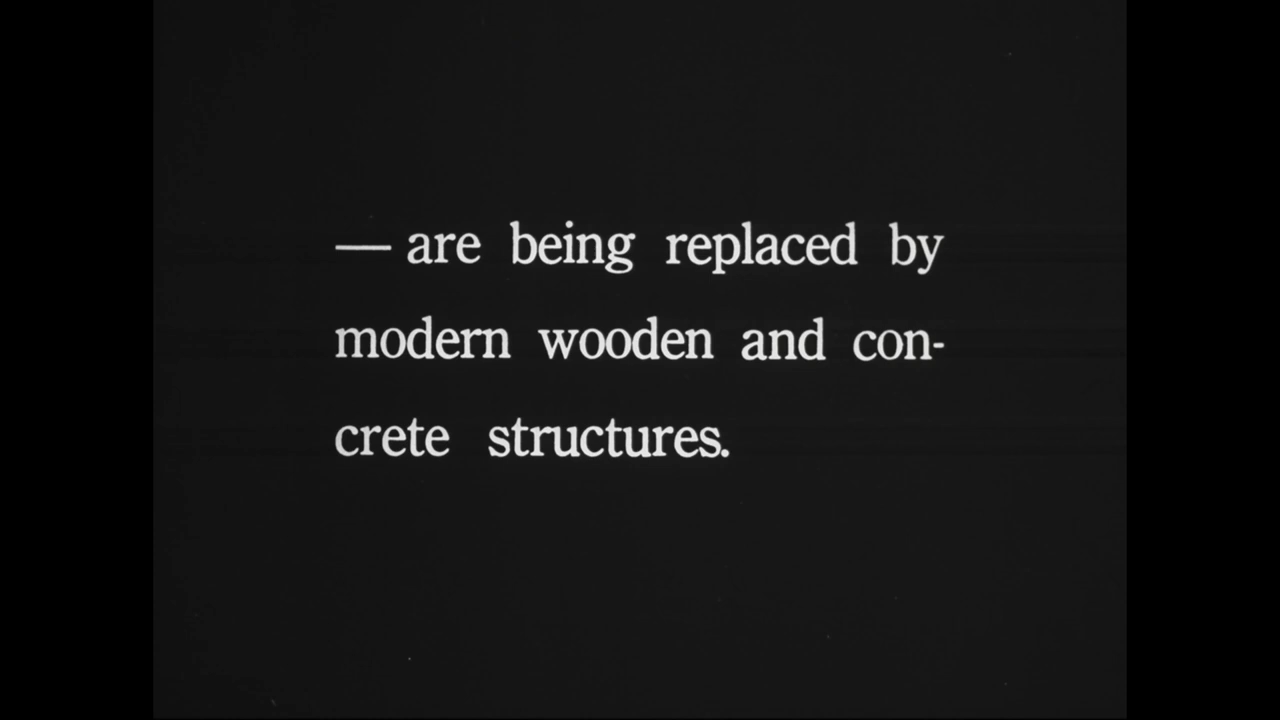 — are being replaced by
modern wooden and con-
crete structures.